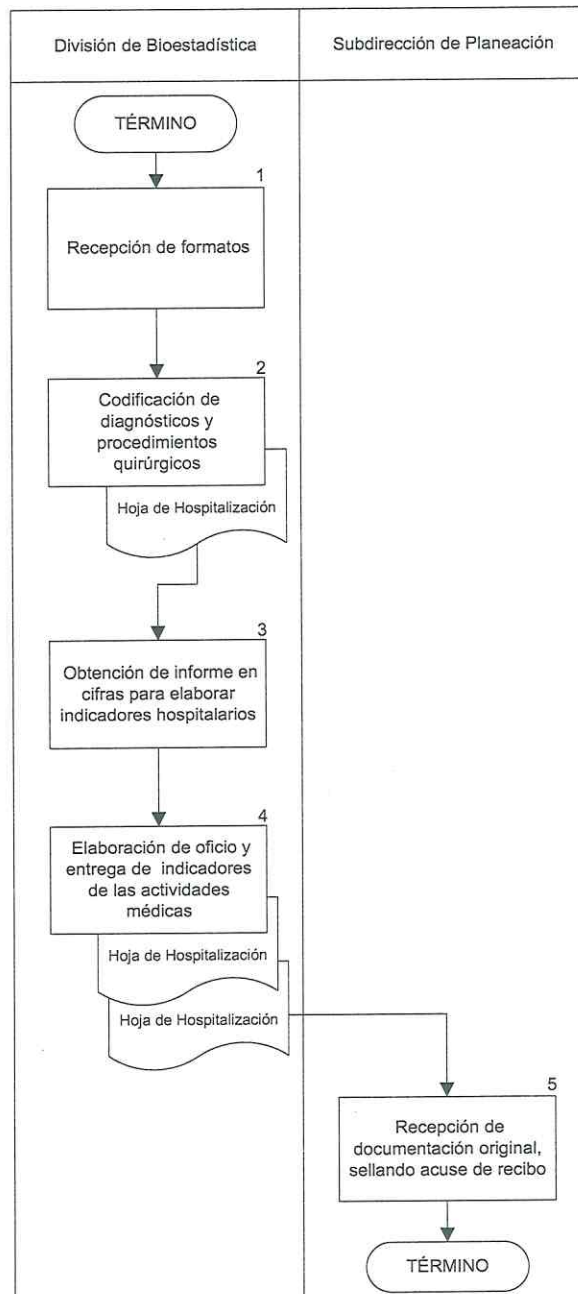 División de Bioestadística
Subdirección de Planeación
TÉRMINO
1
Recepción de formatos
2
Codificación de
diagnósticos y
procedimientos
quirúrgicos
Hoja de Hospitalización
3
Obtención de informe en
cifras para elaborar
indicadores hospitalarios
4
Elaboración de oficio y
entrega de indicadores
de las actividades
médicas
Hoja de Hospitalización
Hoja de Hospitalización
5
Recepción de
documentación original,
sellando acuse de recibo
TÉRMINO